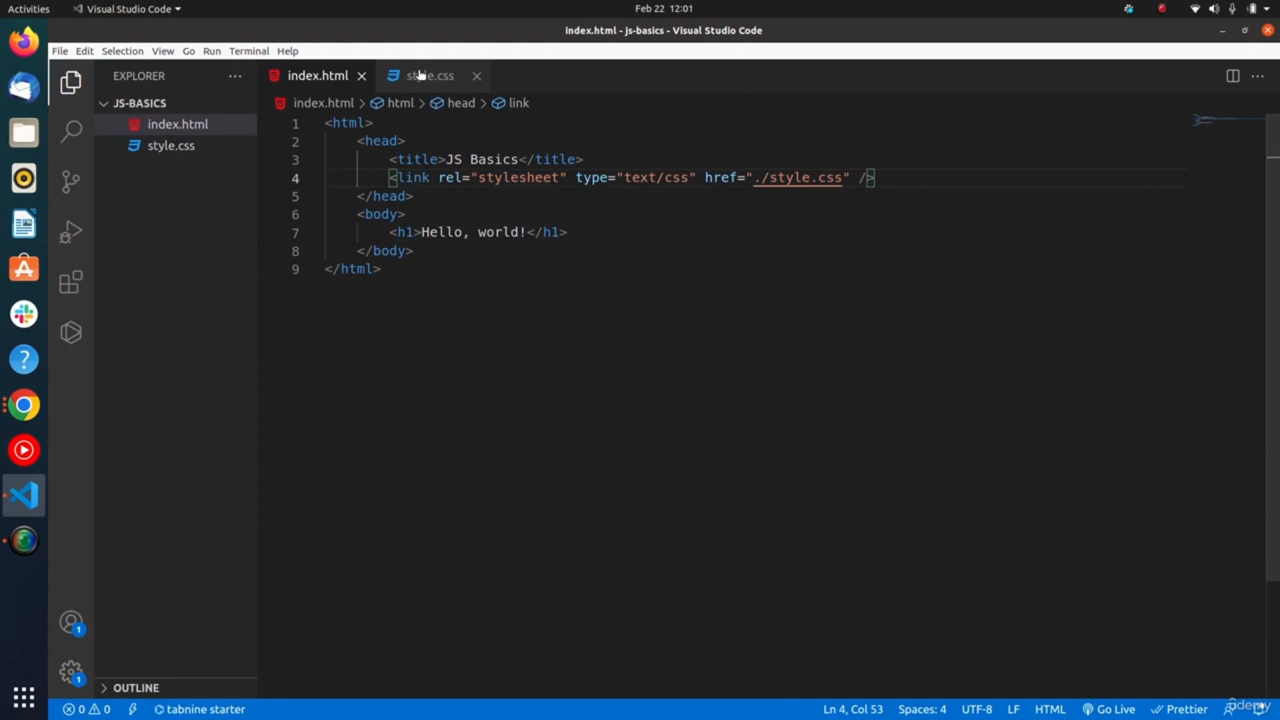 Activities
Visual Studio Code
Feb 22 12:01
index.html - js-basics - Visual Studio Code
File Edit Selection View Go Run Terminal Help
EXPLORER
index.html
style.css
JS-BASICS
index.html > html > head > link
index.html
style.css
1 <html>
2 <head>
3 <title>JS Basics</title>
4 <link rel="stylesheet" type="text/css" href="./style.css" />
5 </head>
6 <body>
7 <h1>Hello, world!</h1>
8 </body>
9 </html>
1
1
OUTLINE
0 0
tabnine starter
Ln 4, Col 53
Spaces: 4
UTF-8
LF
HTML
Go Live
Prettier
udemy